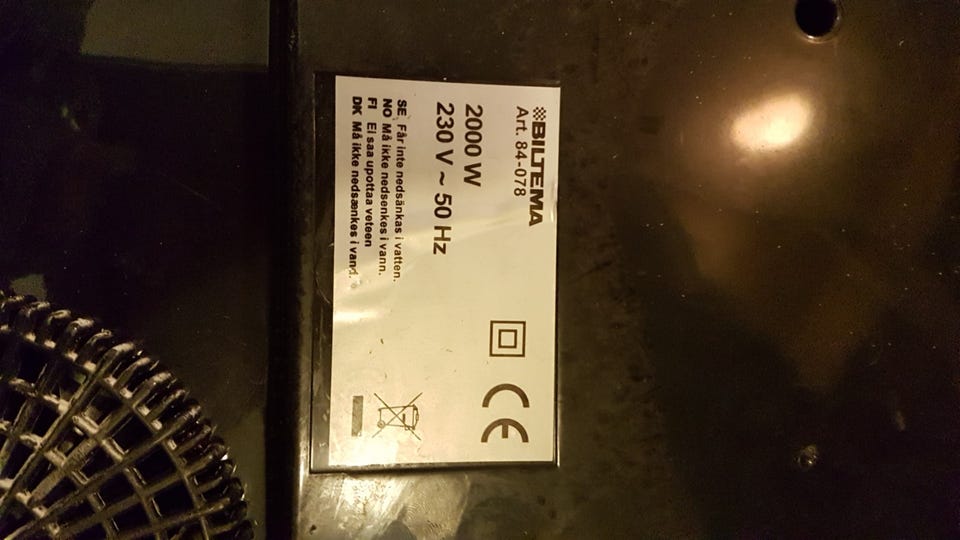 BILTEMA
Art. 84-078
2000 W
230 V ~ 50 Hz
SE Får inte nedsänkas i vatten.
NO Må ikke nedsenkes i vann.
FI Ei saa upottaa veteen
DK Må ikke nedsænkes i vand.
CE